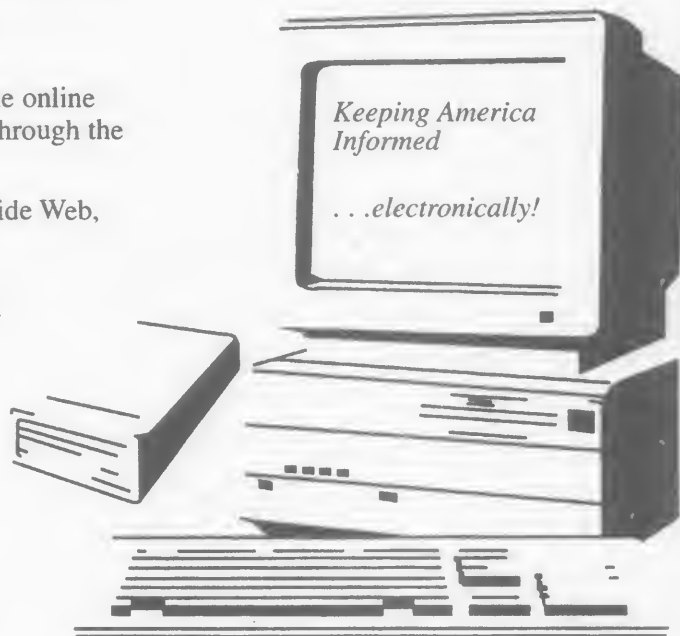 e online
hrough the
ide Web,
Keeping America
Informed
. . .electronically!